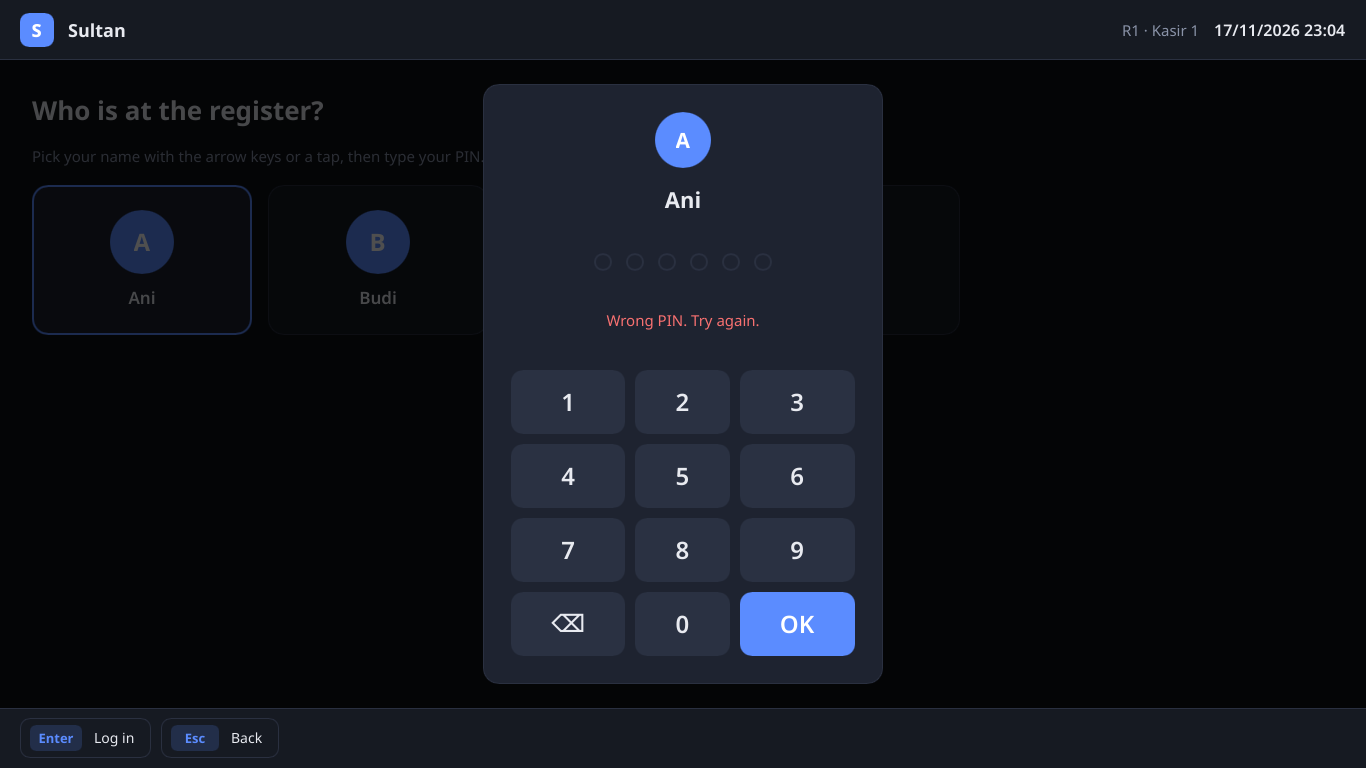 S Sultan
R1 · Kasir 1 17/11/2026 23:04
Who is at the register?
Pick your name with the arrow keys or a tap, then type your PIN.
A
Ani
B
Budi
A
Ani
Wrong PIN. Try again.
1 2 3
4 5 6
7 8 9
⌫ 0 OK
Enter Log in Esc Back